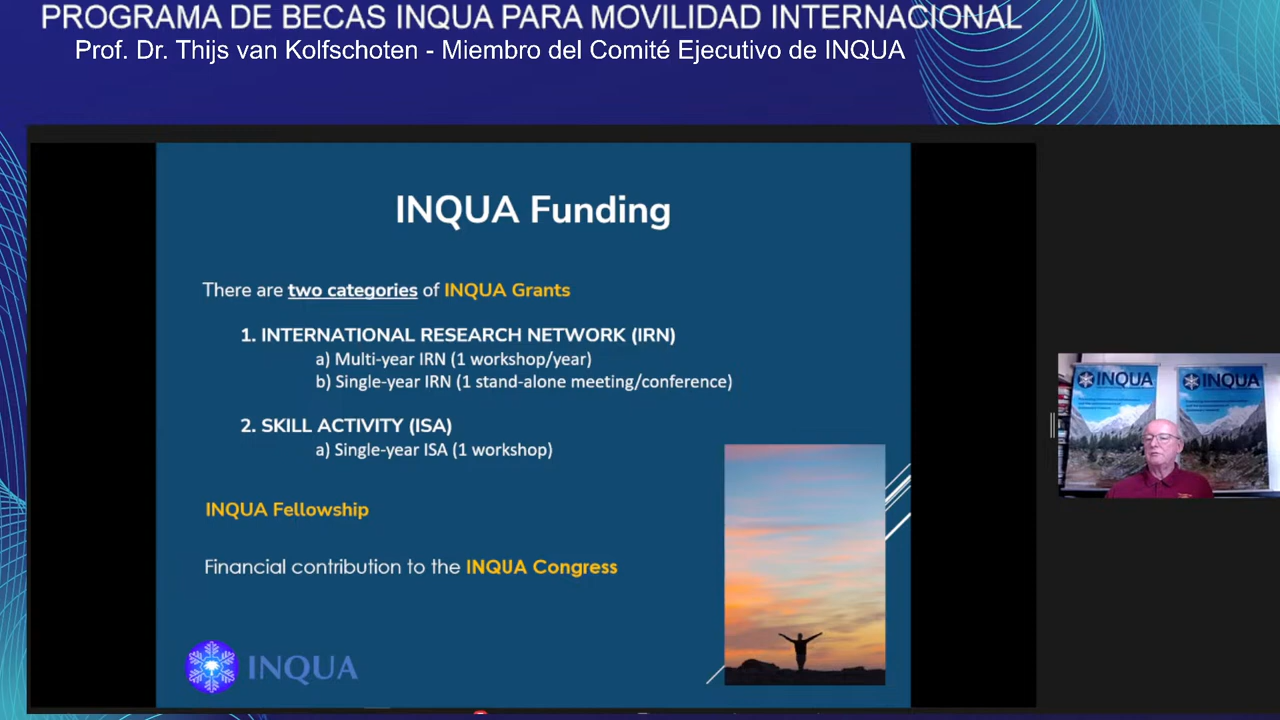 PROGRAMA DE BECAS INQUA PARA MOVILIDAD INTERNACIONAL
Prof. Dr. Thijs van Kolfschoten - Miembro del Comité Ejecutivo de INQUA
INQUA Funding
There are two categories of INQUA Grants
1. INTERNATIONAL RESEARCH NETWORK (IRN)
a) Multi-year IRN (1 workshop/year)
b) Single-year IRN (1 stand-alone meeting/conference)
2. SKILL ACTIVITY (ISA)
a) Single-year ISA (1 workshop)
INQUA Fellowship
Financial contribution to the INQUA Congress
INQUA
INQUA
INQUA